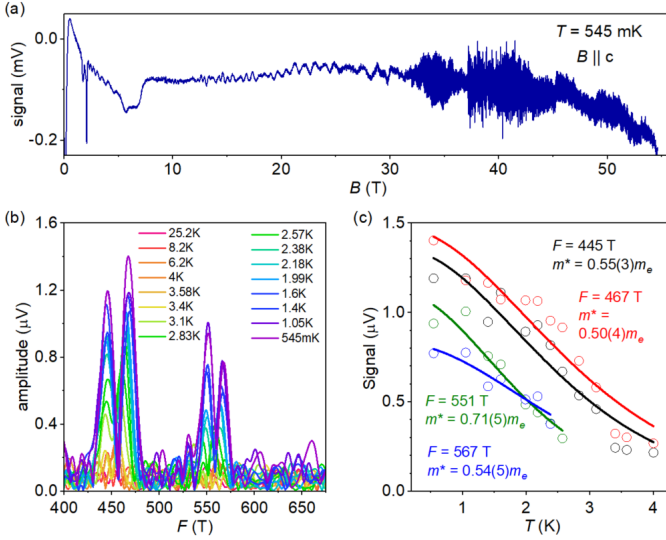 (a)
signal (mV)
0.0
-0.2
T = 545 mK
B || c
0
10
20
30
40
50
B (T)
(b)
amplitude (μV)
1.6
1.2
0.8
0.4
0.0
25.2K
8.2K
6.2K
4K
3.58K
3.4K
3.1K
2.83K
2.57K
2.38K
2.18K
1.99K
1.6K
1.4K
1.05K
545mK
400
450
500
550
600
650
F (T)
(c)
Signal (μV)
1.5
1.0
0.5
0.0
F = 445 T
m* = 0.55(3)me
F = 467 T
m* =
0.50(4)me
F = 551 T
m* = 0.71(5)me
F = 567 T
m* = 0.54(5)me
0
1
2
3
4
T (K)